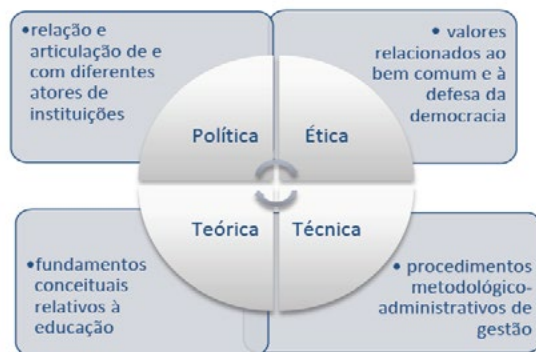 •relação e
articulação de e
com diferentes
atores de
instituições
• valores
relacionados ao
bem comum e à
defesa da
democracia
Política
Ética
Teórica
Técnica
•fundamentos
conceituais
relativos à
educação
• procedimentos
metodológico-
administrativos de
gestão